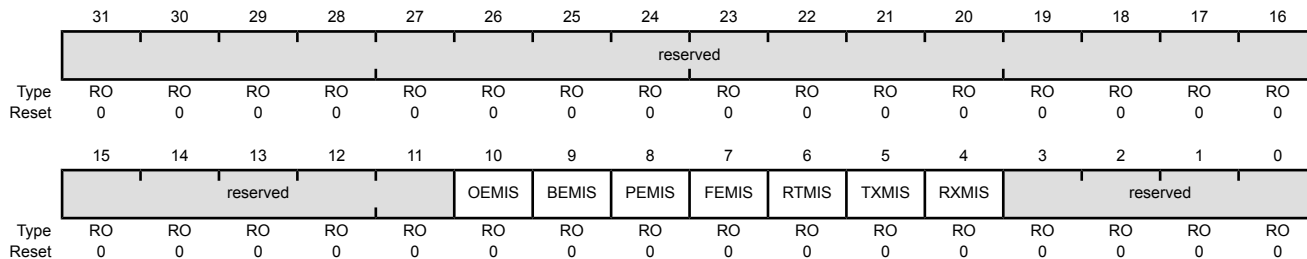 31 30 29 28 27 26 25 24 23 22 21 20 19 18 17 16
reserved
Type RO RO RO RO RO RO RO RO RO RO RO RO RO RO RO RO
Reset 0 0 0 0 0 0 0 0 0 0 0 0 0 0 0 0
15 14 13 12 11 10 9 8 7 6 5 4 3 2 1 0
reserved OEMIS BEMIS PEMIS FEMIS RTMIS TXMIS RXMIS reserved
Type RO RO RO RO RO RO RO RO RO RO RO RO RO RO RO RO
Reset 0 0 0 0 0 0 0 0 0 0 0 0 0 0 0 0